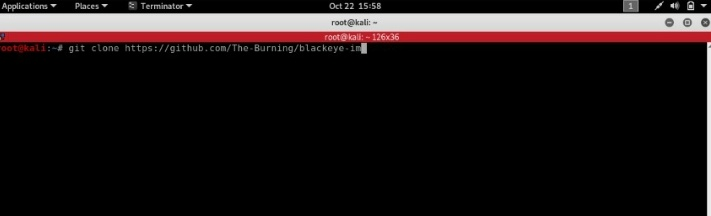 Applications Places Terminator Oct 22 15:58 1
root@kali: ~
root@kali: ~ 126x36
root@kali:~# git clone https://github.com/The-Burning/blackeye-im